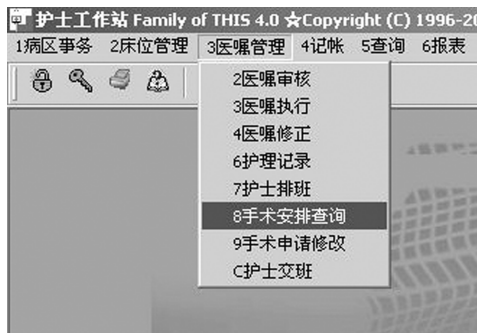 护士工作站 Family of THIS 4.0 ☆Copyright (C) 1996-20
1病区事务 2床位管理 3医嘱管理 4记帐 5查询 6报表
2医嘱审核
3医嘱执行
4医嘱修正
6护理记录
7护士排班
8手术安排查询
9手术申请修改
C护士交班